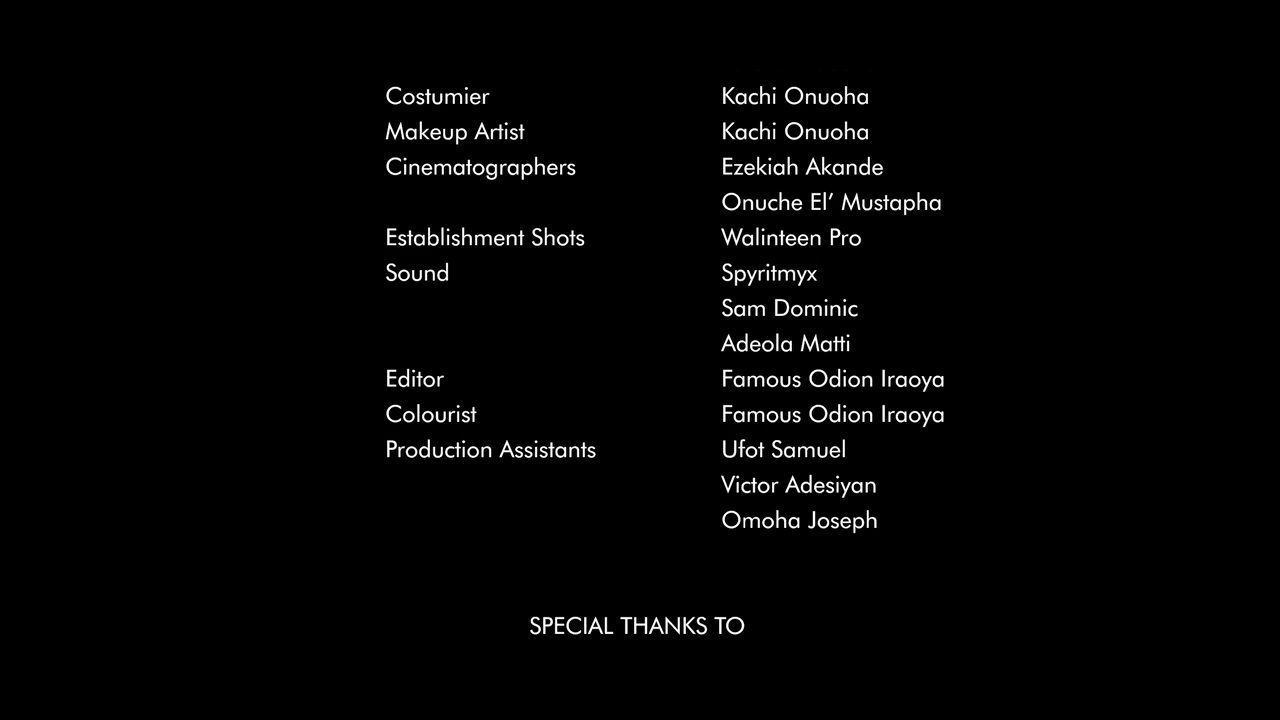 Costumier Kachi Onuoha
Makeup Artist Kachi Onuoha
Cinematographers Ezekiah Akande
Onuche El’ Mustapha
Establishment Shots Walinteen Pro
Sound Spyritmyx
Sam Dominic
Adeola Matti
Editor Famous Odion Iraoya
Colourist Famous Odion Iraoya
Production Assistants Ufot Samuel
Victor Adesiyan
Omoha Joseph
SPECIAL THANKS TO